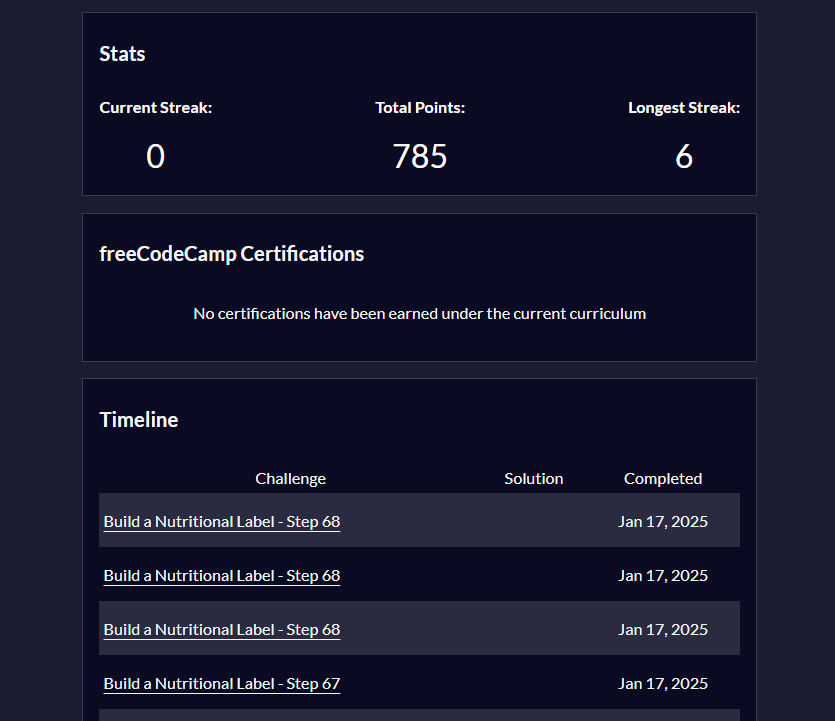 Stats
Current Streak: Total Points: Longest Streak:
0 785 6
freeCodeCamp Certifications
No certifications have been earned under the current curriculum
Timeline
Challenge Solution Completed
Build a Nutritional Label - Step 68 Jan 17, 2025
Build a Nutritional Label - Step 68 Jan 17, 2025
Build a Nutritional Label - Step 68 Jan 17, 2025
Build a Nutritional Label - Step 67 Jan 17, 2025